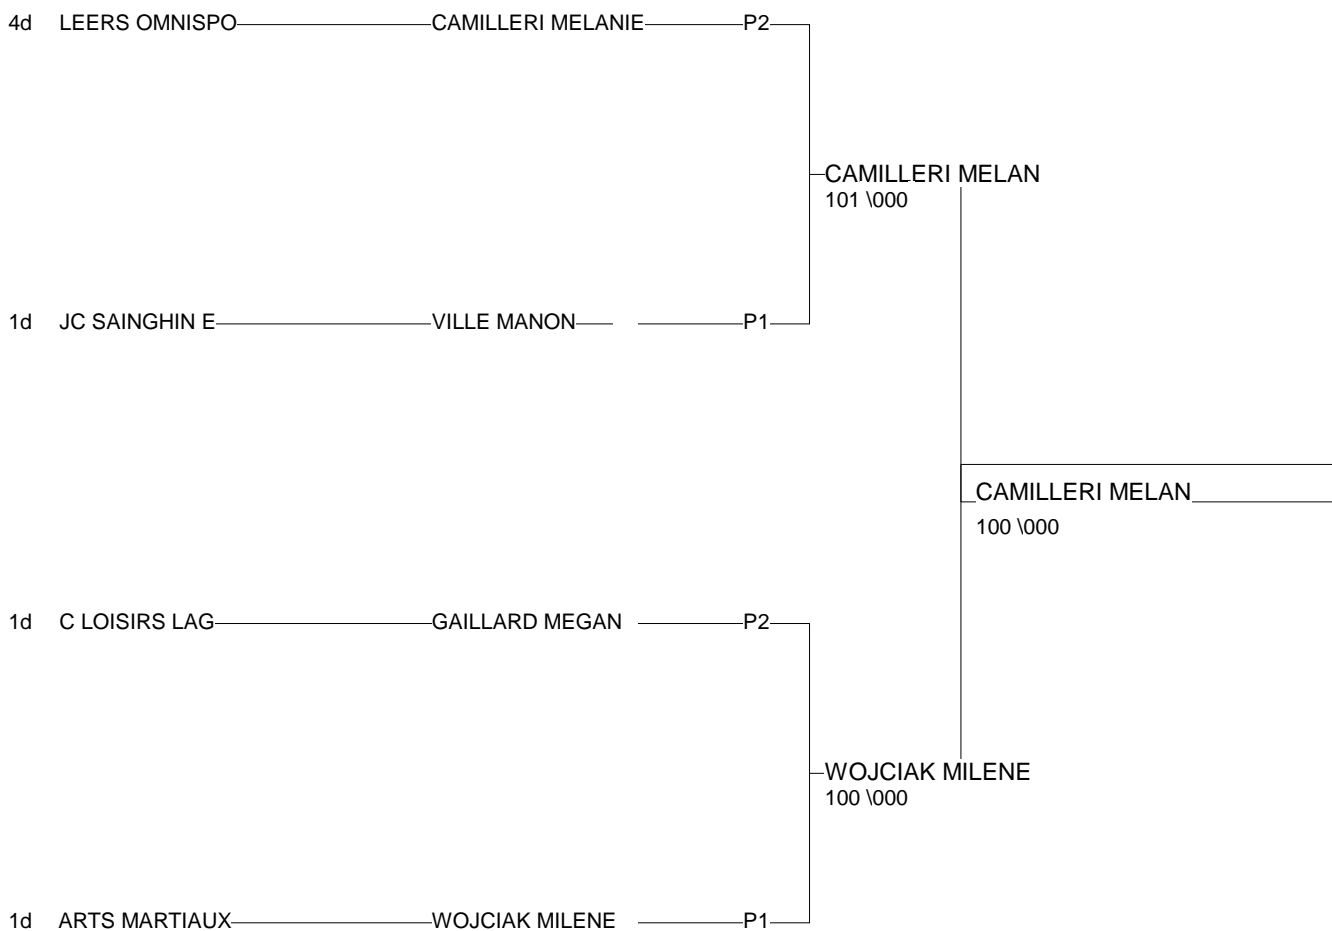 4d LEERS OMNISPO CAMILLERI MELANIE P2
CAMILLERI MELAN
101 \000
1d JC SAINGHIN E VILLE MANON P1
CAMILLERI MELAN
100 \000
1d C LOISIRS LAG GAILLARD MEGAN P2
WOJCIAK MILENE
100 \000
1d ARTS MARTIAUX WOJCIAK MILENE P1